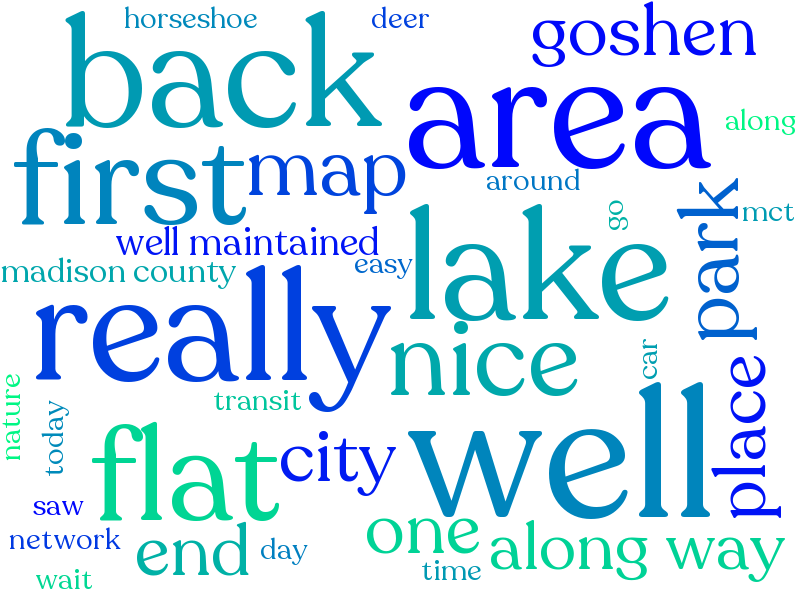 horseshoe
deer
goshen
back
area
along
first
map
around
park
go
mct
well maintained
lake
madison county
easy
really
nice
car
nature
transit
place
today
flat
city
well
saw
one
network
end
day
along way
time
wait